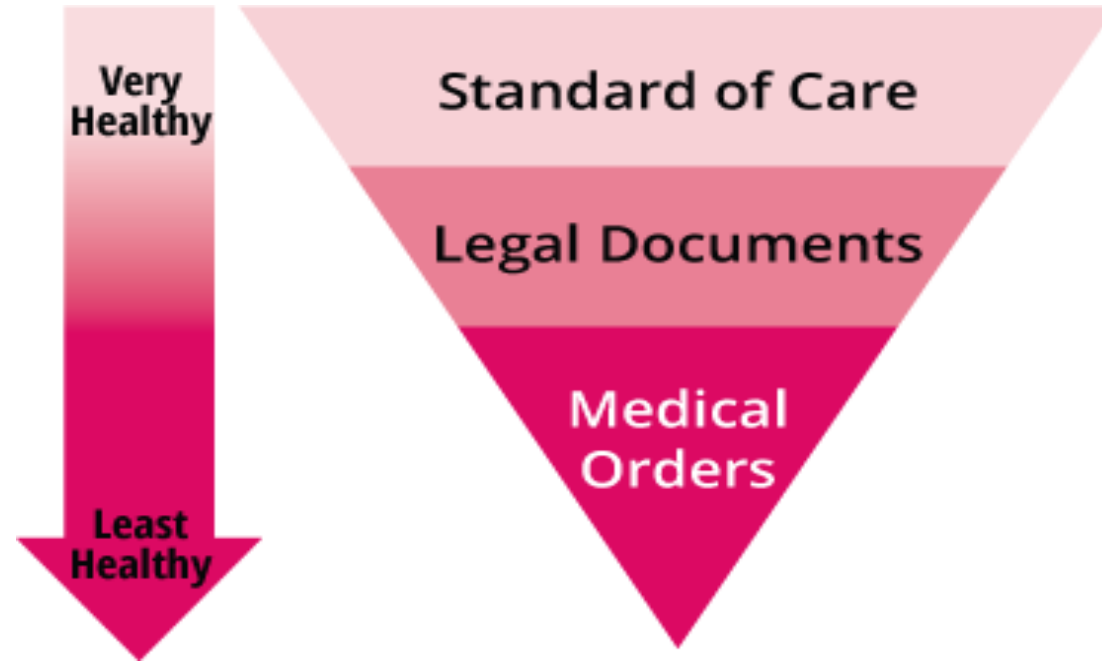 Very
Healthy
Standard of Care
Legal Documents
Medical
Orders
Least
Healthy